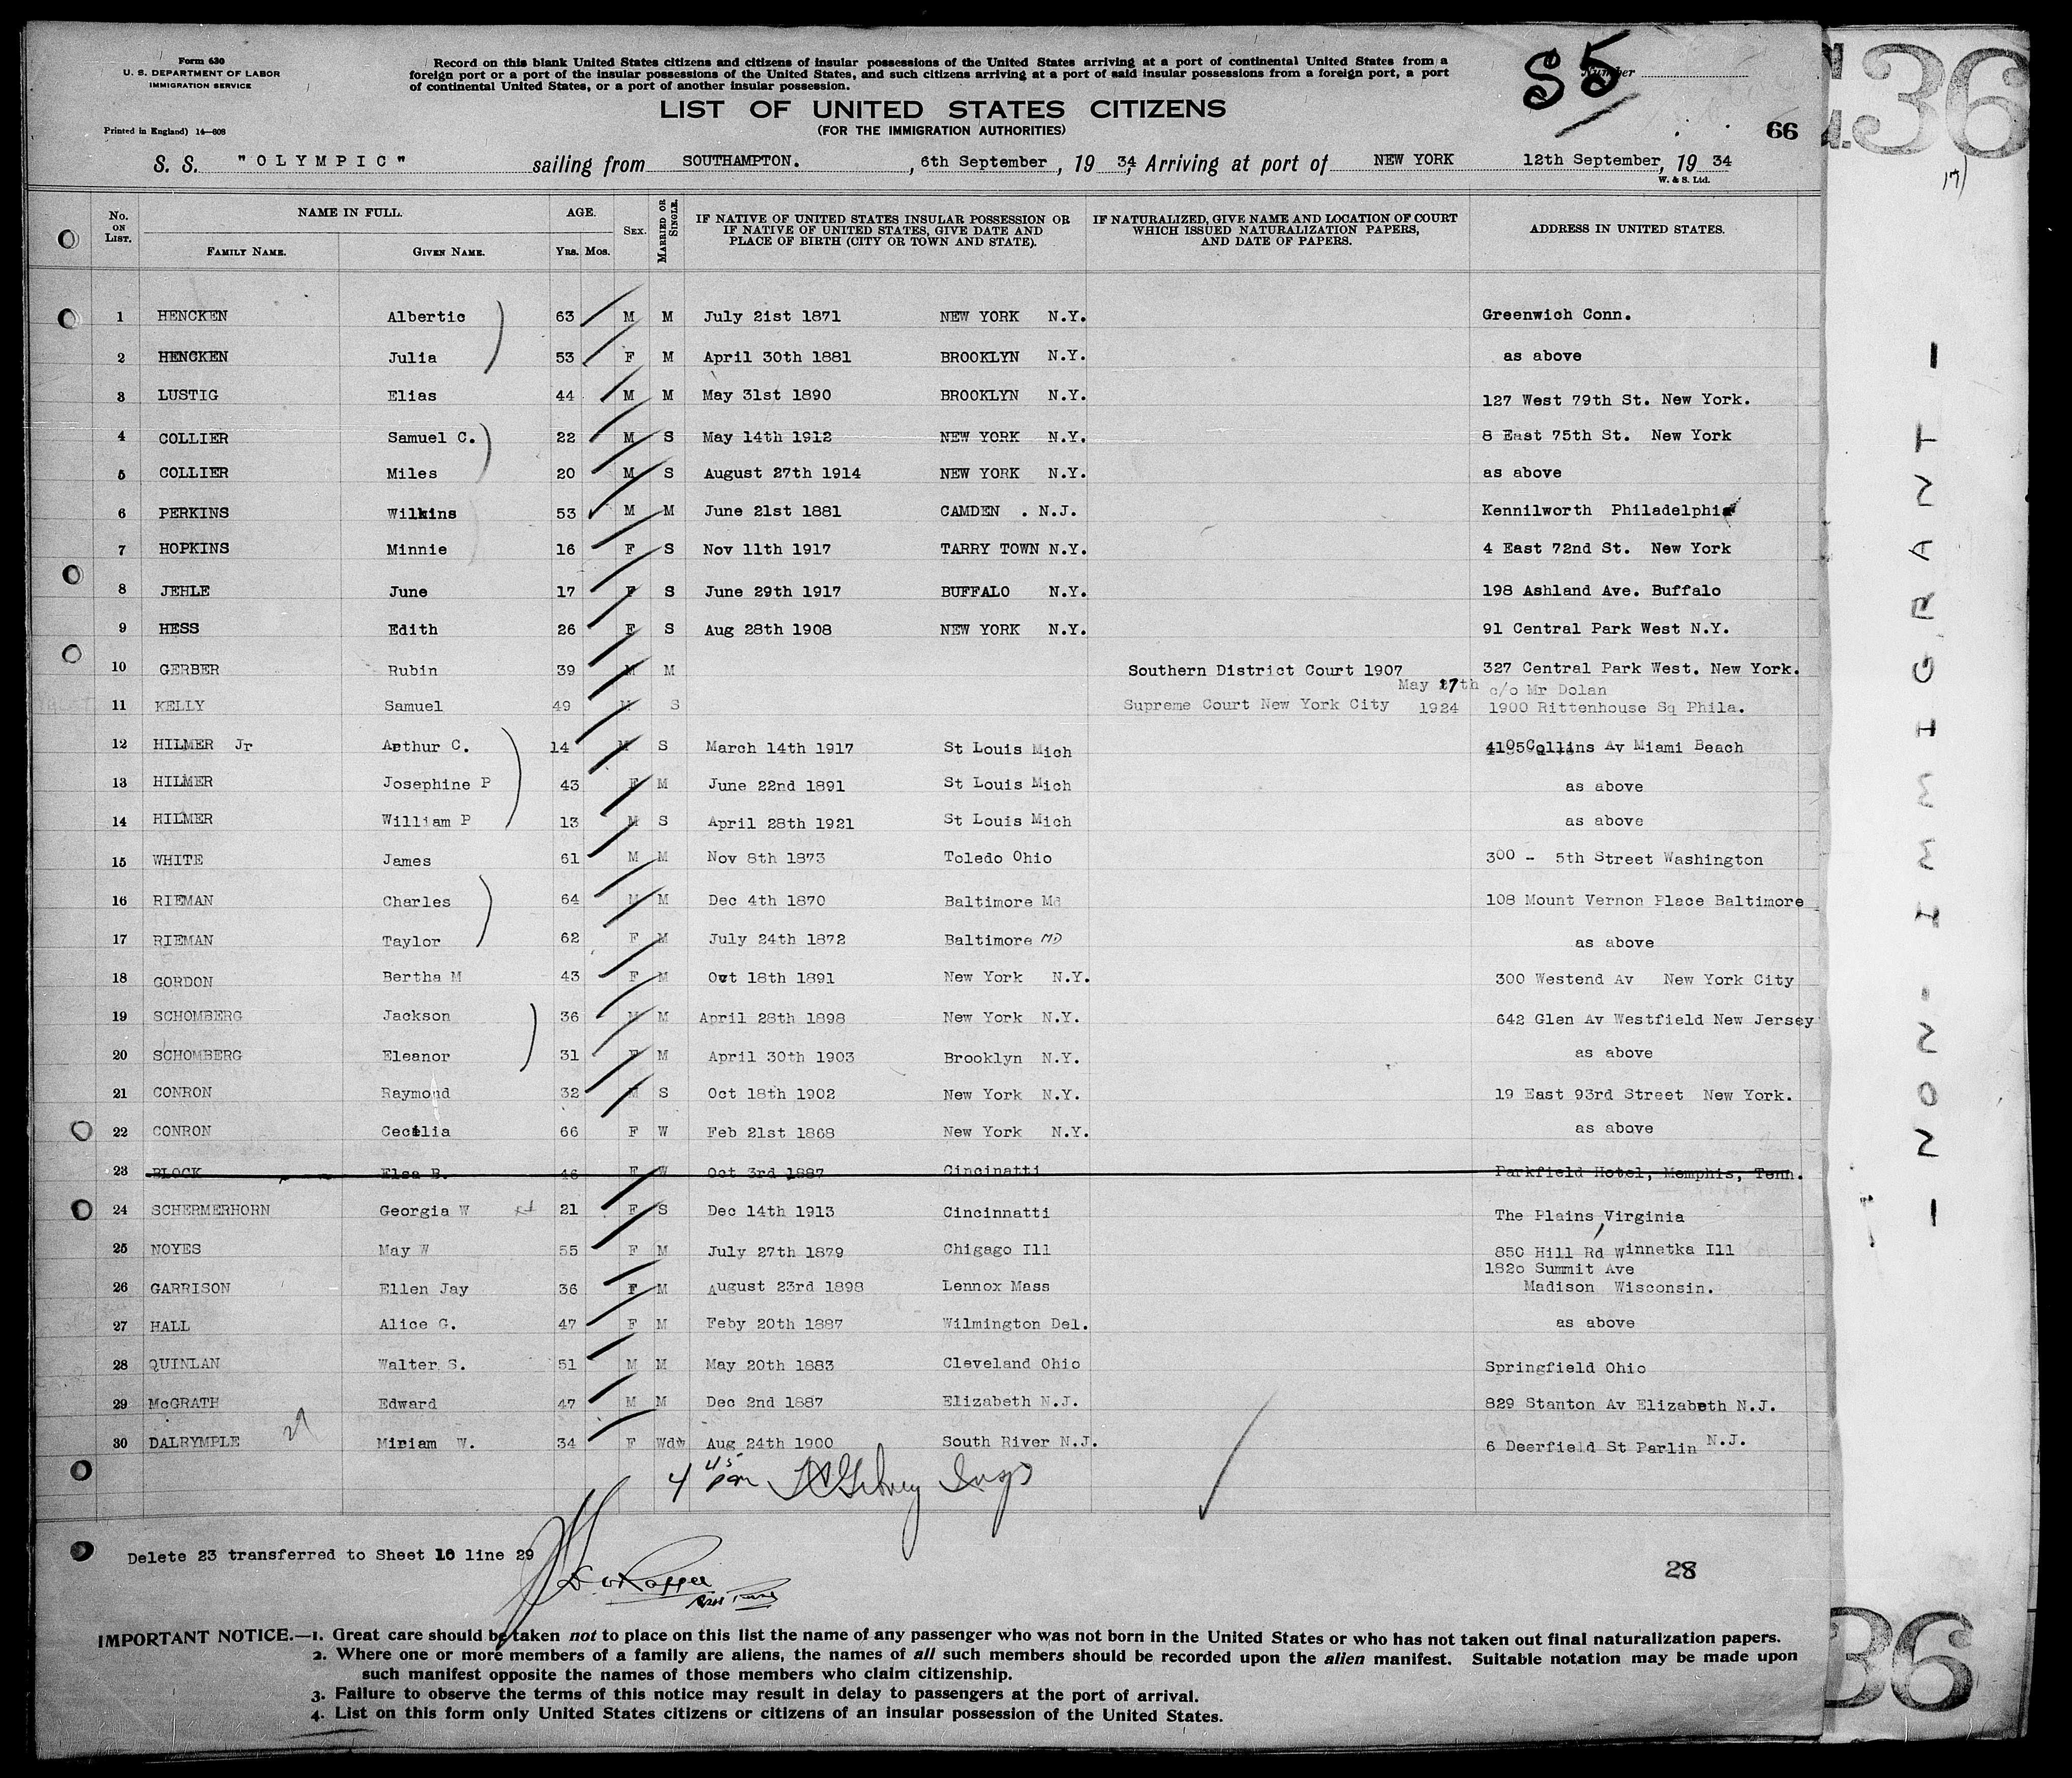 Form 630
U. S. DEPARTMENT OF LABOR
IMMIGRATION SERVICE
Printed in England) 14—608
Record on this blank United States citizens and citizens of insular possessions of the United States arriving at a port of continental United States from a
foreign port or a port of the insular possessions of the United States, and such citizens arriving at a port of said insular possessions from a foreign port, a port
of continental United States, or a port of another insular possession.
S5
Number
LIST OF UNITED STATES CITIZENS
(FOR THE IMMIGRATION AUTHORITIES)
66
S. S. "OLYMPIC" sailing from SOUTHAMPTON. , 6th September , 19 34, Arriving at port of NEW YORK 12th September, 19 34
W. & S. Ltd.
No. ON LIST. NAME IN FULL. FAMILY NAME. GIVEN NAME. AGE. YRS. MOS. SEX. MARRIED OR SINGLE. IF NATIVE OF UNITED STATES INSULAR POSSESSION OR IF NATIVE OF UNITED STATES, GIVE DATE AND PLACE OF BIRTH (CITY OR TOWN AND STATE). IF NATURALIZED, GIVE NAME AND LOCATION OF COURT WHICH ISSUED NATURALIZATION PAPERS, AND DATE OF PAPERS. ADDRESS IN UNITED STATES.
1 HENCKEN Albertic 63 M M July 21st 1871 NEW YORK N.Y. Greenwich Conn.
2 HENCKEN Julia 53 F M April 30th 1881 BROOKLYN N.Y. as above
3 LUSTIG Elias 44 M M May 31st 1890 BROOKLYN N.Y. 127 West 79th St. New York.
4 COLLIER Samuel C. 22 M S May 14th 1912 NEW YORK N.Y. 8 East 75th St. New York
5 COLLIER Miles 20 M S August 27th 1914 NEW YORK N.Y. as above
6 PERKINS Wilkins 53 M M June 21st 1881 CAMDEN . N.J. Kennilworth Philadelphia
7 HOPKINS Minnie 16 F S Nov 11th 1917 TARRY TOWN N.Y. 4 East 72nd St. New York
8 JEHLE June 17 F S June 29th 1917 BUFFALO N.Y. 198 Ashland Ave. Buffalo
9 HESS Edith 26 F S Aug 28th 1908 NEW YORK N.Y. 91 Central Park West N.Y.
10 GERBER Rubin 39 M M Southern District Court 1907 327 Central Park West. New York.
May 27th c/o Mr Dolan
11 KELLY Samuel 49 M S Supreme Court New York City 1924 1900 Rittenhouse Sq Phila.
12 HILMER Jr Arthur C. 14 M S March 14th 1917 St Louis Mich 4105 Collins Av Miami Beach
13 HILMER Josephine P 43 F M June 22nd 1891 St Louis Mich as above
14 HILMER William P 13 M S April 28th 1921 St Louis Mich as above
15 WHITE James 61 M M Nov 8th 1873 Toledo Ohio 300 - 5th Street Washington
16 RIEMAN Charles 64 M M Dec 4th 1870 Baltimore Md 108 Mount Vernon Place Baltimore
17 RIEMAN Taylor 62 F M July 24th 1872 Baltimore MD as above
18 GORDON Bertha M 43 F M Oct 18th 1891 New York N.Y. 300 Westend Av New York City
19 SCHOMBERG Jackson 36 M M April 28th 1898 New York N.Y. 642 Glen Av Westfield New Jersey
20 SCHOMBERG Eleanor 31 F M April 30th 1903 Brooklyn N.Y. as above
21 CONRON Raymond 32 M S Oct 18th 1902 New York N.Y. 19 East 93rd Street New York.
22 CONRON Cecilia 66 F W Feb 21st 1868 New York N.Y. as above
23 BLOCK Elsa B. 46 F W Oct 3rd 1887 Cincinatti Parkfield Hotel, Memphis, Tenn.
24 SCHERMERHORN Georgia W 21 F S Dec 14th 1913 Cincinnatti The Plains, Virginia
25 NOYES May W 55 F M July 27th 1879 Chigago Ill 850 Hill Rd Winnetka Ill
1820 Summit Ave
26 GARRISON Ellen Jay 36 F M August 23rd 1898 Lennox Mass Madison Wisconsin.
27 HALL Alice G. 47 F M Feby 20th 1887 Wilmington Del. as above
28 QUINLAN Walter S. 51 M M May 20th 1883 Cleveland Ohio Springfield Ohio
29 McGRATH Edward 47 M M Dec 2nd 1887 Elizabeth N.J. 829 Stanton Av Elizabeth N.J.
30 DALRYMPLE 29 Miriam W. 34 F Wdw Aug 24th 1900 South River N.J. 6 Deerfield St Parlin N.J.
4 45 pm
Delete 23 transferred to Sheet 10 line 29
28
IMPORTANT NOTICE.—1. Great care should be taken not to place on this list the name of any passenger who was not born in the United States or who has not taken out final naturalization papers.
2. Where one or more members of a family are aliens, the names of all such members should be recorded upon the alien manifest. Suitable notation may be made upon
such manifest opposite the names of those members who claim citizenship.
3. Failure to observe the terms of this notice may result in delay to passengers at the port of arrival.
4. List on this form only United States citizens or citizens of an insular possession of the United States.
36
17)
- NON-IMMIGRANT -
36